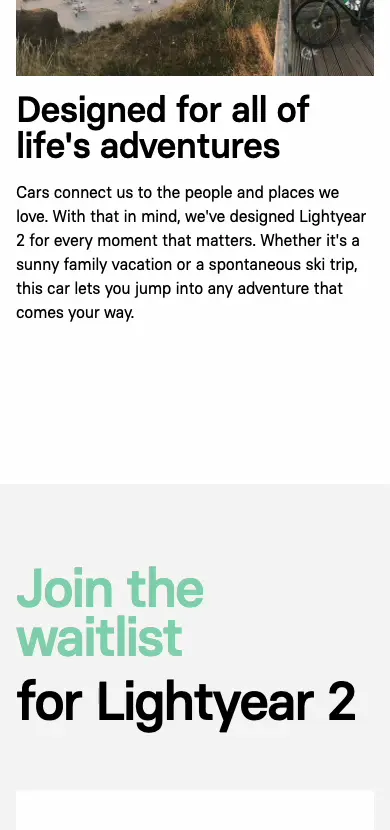 Designed for all of
life's adventures
Cars connect us to the people and places we
love. With that in mind, we've designed Lightyear
2 for every moment that matters. Whether it's a
sunny family vacation or a spontaneous ski trip,
this car lets you jump into any adventure that
comes your way.
Join the
waitlist
for Lightyear 2